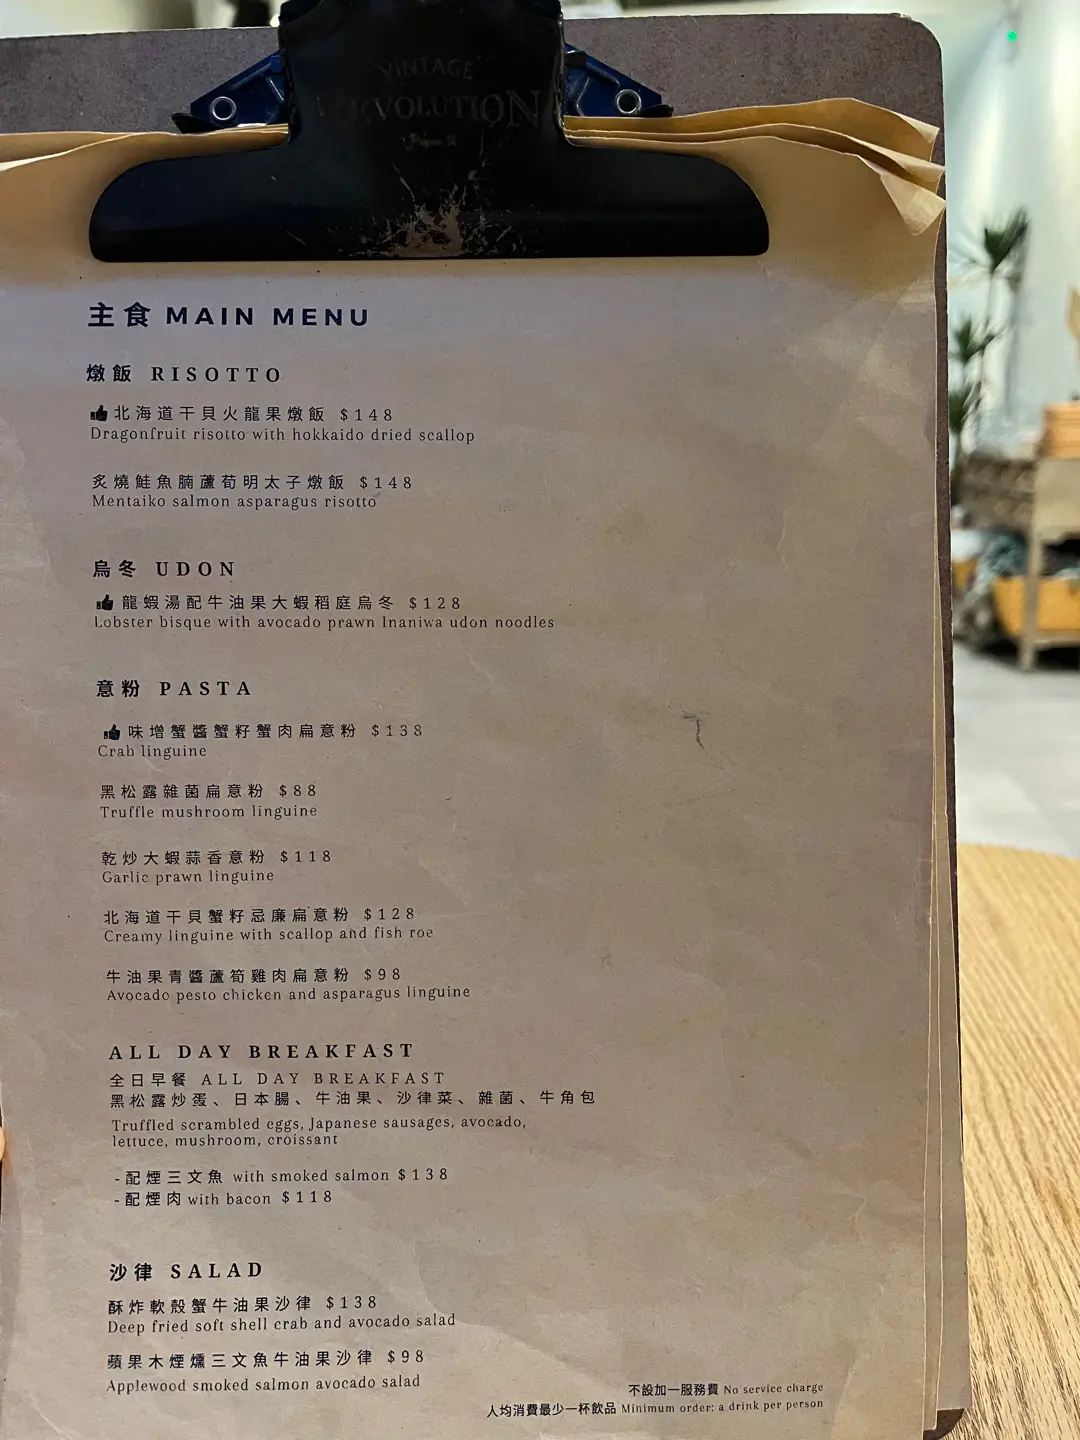 VINTAGE
REVOLUTION
主食 MAIN MENU
燉飯 RISOTTO
北海道干貝火龍果燉飯 $148
Dragonfruit risotto with hokkaido dried scallop
炙燒鮭魚腩蘆荀明太子燉飯 $148
Mentaiko salmon asparagus risotto
烏冬 UDON
龍蝦湯配牛油果大蝦稻庭烏冬 $128
Lobster bisque with avocado prawn Inaniwa udon noodles
意粉 PASTA
味增蟹醬蟹籽蟹肉扁意粉 $138
Crab linguine
黑松露雜菌扁意粉 $88
Truffle mushroom linguine
乾炒大蝦蒜香意粉 $118
Garlic prawn linguine
北海道干貝蟹籽忌廉扁意粉 $128
Creamy linguine with scallop and fish roe
牛油果青醬蘆筍雞肉扁意粉 $98
Avocado pesto chicken and asparagus linguine
ALL DAY BREAKFAST
全日早餐 ALL DAY BREAKFAST
黑松露炒蛋、日本腸、牛油果、沙律菜、雜菌、牛角包
Truffled scrambled eggs, Japanese sausages, avocado,
lettuce, mushroom, croissant
-配煙三文魚 with smoked salmon $138
-配煙肉 with bacon $118
沙律 SALAD
酥炸軟殼蟹牛油果沙律 $138
Deep fried soft shell crab and avocado salad
蘋果木煙燻三文魚牛油果沙律 $98
Applewood smoked salmon avocado salad
不設加一服務費 No service charge
人均消費最少一杯飲品 Minimum order: a drink per person